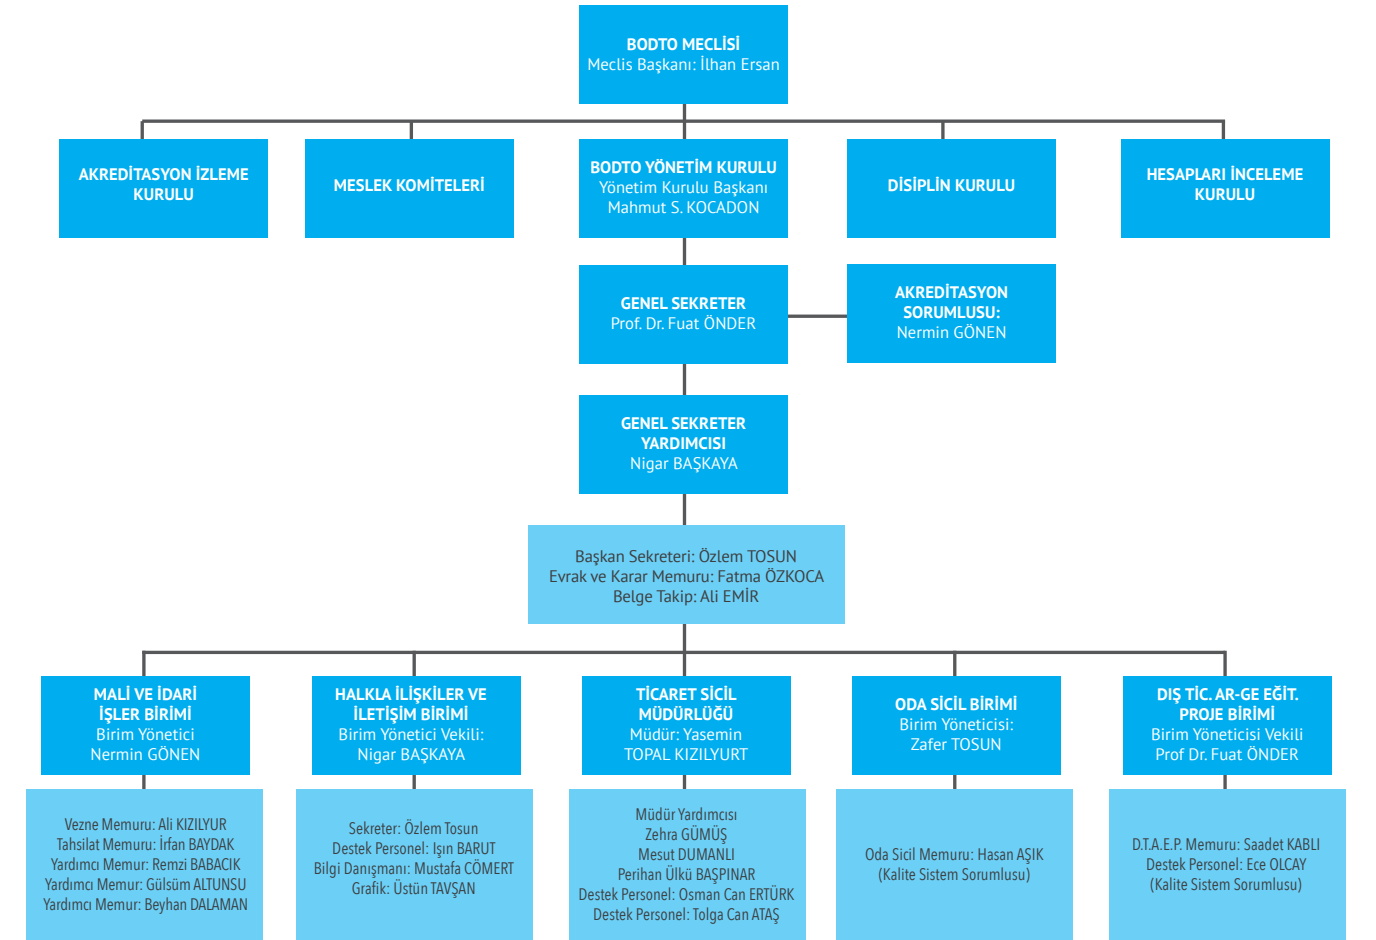 BODTO MECLİSİ
Meclis Başkanı: İlhan Ersan
AKREDİTASYON İZLEME
KURULU
MESLEK KOMİTELERİ
BODTO YÖNETİM KURULU
Yönetim Kurulu Başkanı
Mahmut S. KOCADON
DİSİPLİN KURULU
HESAPLARI İNCELEME
KURULU
GENEL SEKRETER
Prof. Dr. Fuat ÖNDER
AKREDİTASYON
SORUMLUSU:
Nermin GÖNEN
GENEL SEKRETER
YARDIMCISI
Nigar BAŞKAYA
Başkan Sekreteri: Özlem TOSUN
Evrak ve Karar Memuru: Fatma ÖZKOCA
Belge Takip: Ali EMİR
MALİ VE İDARİ
İŞLER BİRİMİ
Birim Yönetici
Nermin GÖNEN
HALKLA İLİŞKİLER VE
İLETİŞİM BİRİMİ
Birim Yönetici Vekili:
Nigar BAŞKAYA
TİCARET SİCİL
MÜDÜRLÜĞÜ
Müdür: Yasemin
TOPAL KIZILYURT
ODA SİCİL BİRİMİ
Birim Yöneticisi:
Zafer TOSUN
DIŞ TİC. AR-GE EĞİT.
PROJE BİRİMİ
Birim Yöneticisi Vekili
Prof Dr. Fuat ÖNDER
Vezne Memuru: Ali KIZILYUR
Tahsilat Memuru: İrfan BAYDAK
Yardımcı Memur: Remzi BABACIK
Yardımcı Memur: Gülsüm ALTUNSU
Yardımcı Memur: Beyhan DALAMAN
Sekreter: Özlem Tosun
Destek Personel: Işın BARUT
Bilgi Danışmanı: Mustafa CÖMERT
Grafik: Üstün TAVŞAN
Müdür Yardımcısı
Zehra GÜMÜŞ
Mesut DUMANLI
Perihan Ülkü BAŞPINAR
Destek Personel: Osman Can ERTÜRK
Destek Personel: Tolga Can ATAŞ
Oda Sicil Memuru: Hasan AŞIK
(Kalite Sistem Sorumlusu)
D.T.A.E.P. Memuru: Saadet KABLI
Destek Personel: Ece OLCAY
(Kalite Sistem Sorumlusu)